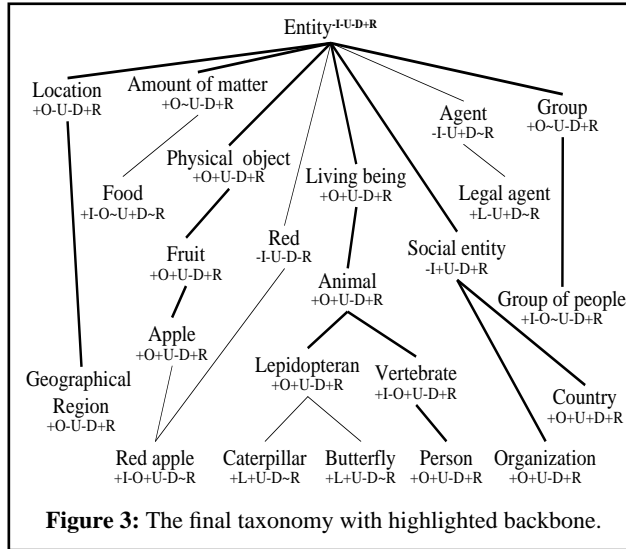 Entity-I-U-D+R
Location
+O-U-D+R
Amount of matter
+O~U-D+R
Agent
-I-U+D~R
Group
+O~U-D+R
Physical object
+O+U-D+R
Living being
+O+U-D+R
Food
+I-O~U+D~R
Legal agent
+L-U+D~R
Fruit
+O+U-D+R
Red
-I-U-D-R
Social entity
-I+U-D+R
Animal
+O+U-D+R
Group of people
+I-O~U-D+R
Apple
+O+U-D+R
Lepidopteran
+O+U-D+R
Vertebrate
+I-O+U-D+R
Geographical
Region
+O-U-D+R
Country
+O+U+D+R
Red apple
+I-O+U-D~R
Caterpillar
+L+U-D~R
Butterfly
+L+U-D~R
Person
+O+U-D+R
Organization
+O+U-D+R
Figure 3: The final taxonomy with highlighted backbone.